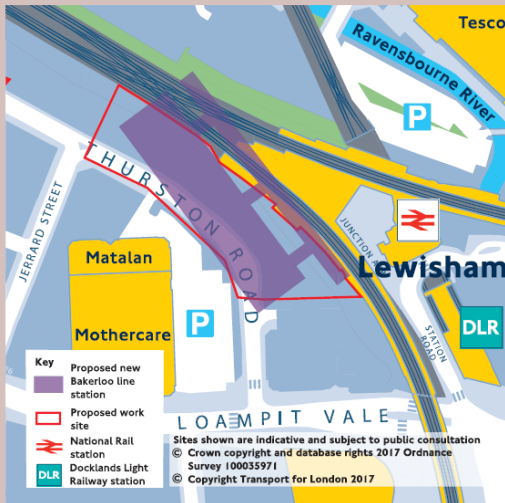 Tesco
Ravensbourne River
P
THURSTON ROAD
JERRARD STREET
JUNCTION A
Lewisham
Matalan
Mothercare
P
STATION ROAD
DLR
LOAMPIT VALE
Key
Proposed new
Bakerloo line
station
Proposed work
site
National Rail
station
DLR
Docklands Light
Railway station
Sites shown are indicative and subject to public consultation
© Crown copyright and database rights 2017 Ordnance
Survey 100035971
© Copyright Transport for London 2017